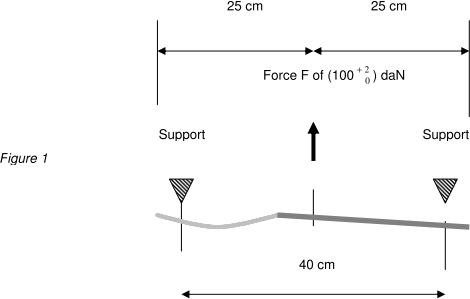 25 cm 25 cm
Force F of (100 +2 0) daN
Support Support
Figure 1
40 cm